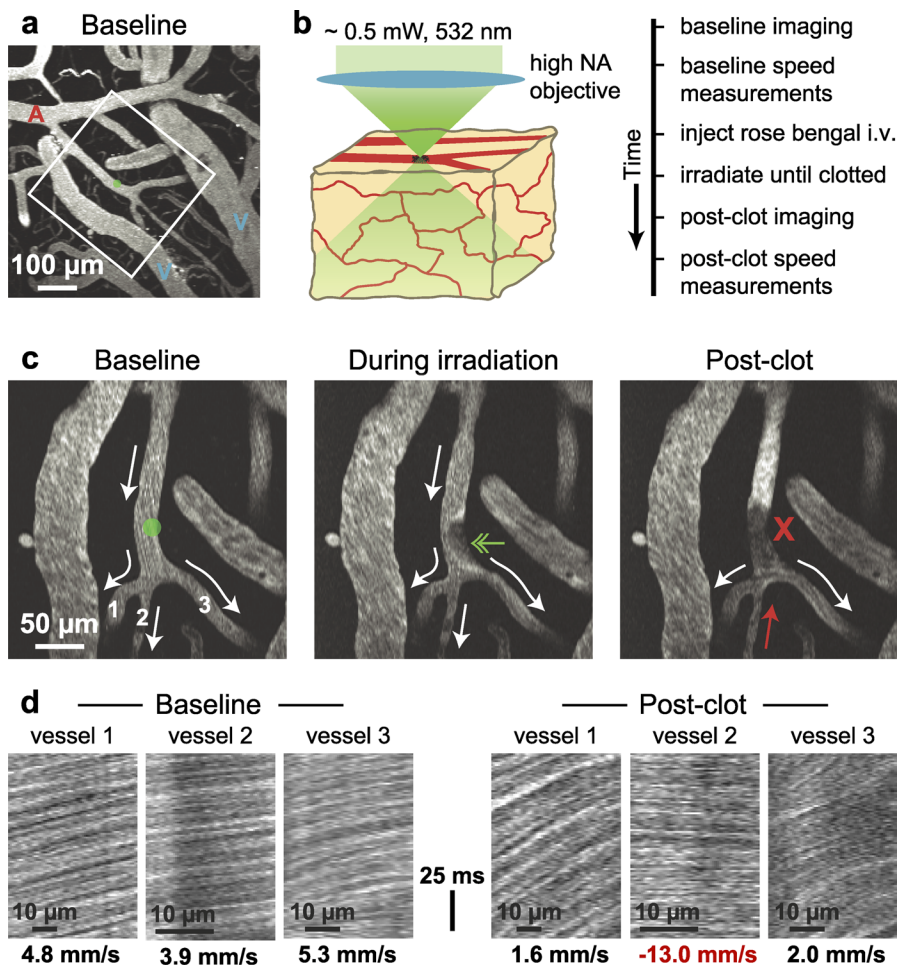 a
Baseline
A
V
V
100 µm
b
~ 0.5 mW, 532 nm
high NA
objective
Time
baseline imaging
baseline speed
measurements
inject rose bengal i.v.
irradiate until clotted
post-clot imaging
post-clot speed
measurements
c
Baseline
During irradiation
Post-clot
1
2
3
50 µm
X
d
Baseline
Post-clot
vessel 1
vessel 2
vessel 3
vessel 1
vessel 2
vessel 3
25 ms
10 µm
10 µm
10 µm
10 µm
10 µm
10 µm
4.8 mm/s
3.9 mm/s
5.3 mm/s
1.6 mm/s
-13.0 mm/s
2.0 mm/s